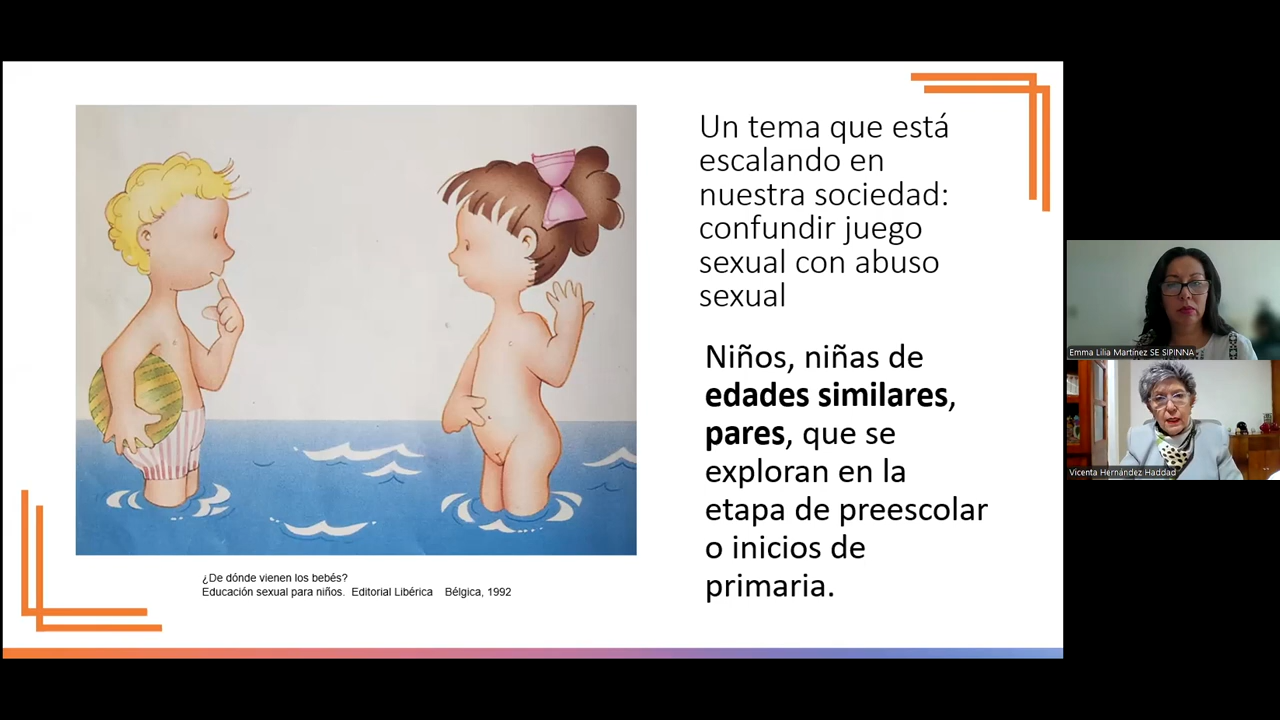 Un tema que está
escalando en
nuestra sociedad:
confundir juego
sexual con abuso
sexual
Niños, niñas de
edades similares,
pares, que se
exploran en la
etapa de preescolar
o inicios de
primaria.
¿De dónde vienen los bebés?
Educación sexual para niños. Editorial Libérica Bélgica, 1992
Emma Lilia Martínez SE SIPINNA
Vicenta Hernández Haddad